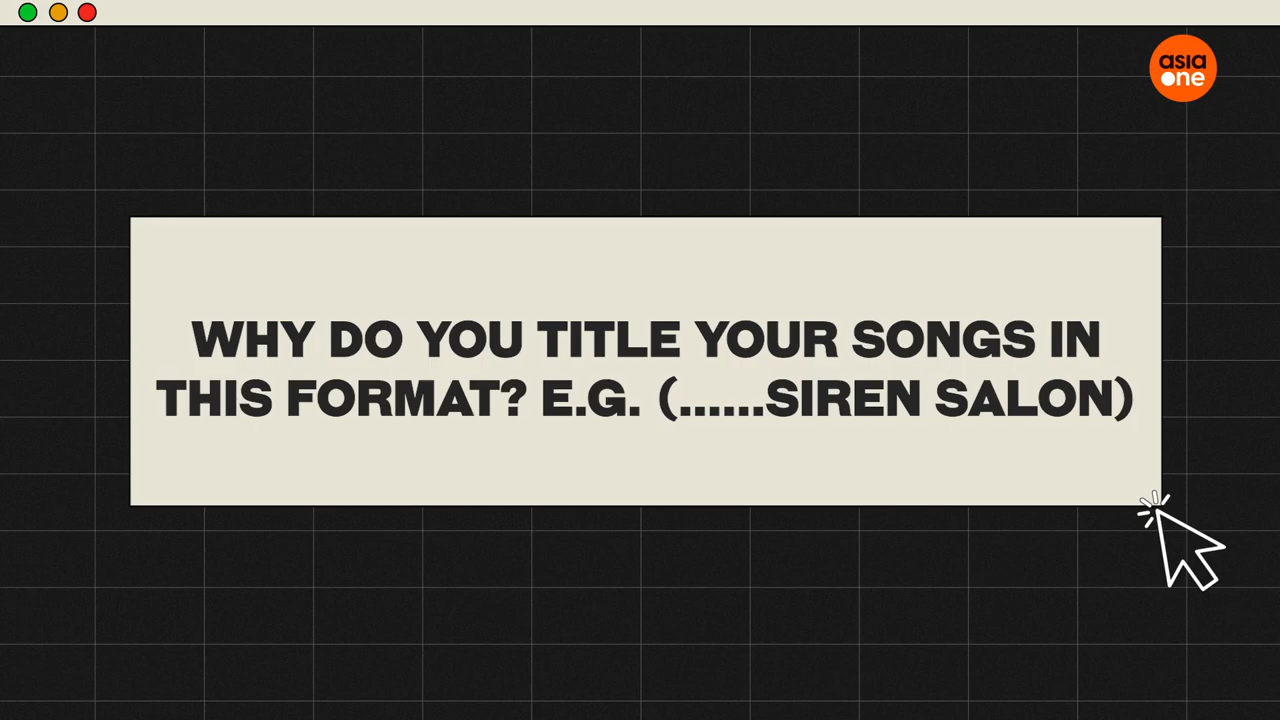 asia
one
WHY DO YOU TITLE YOUR SONGS IN
THIS FORMAT? E.G. (......SIREN SALON)